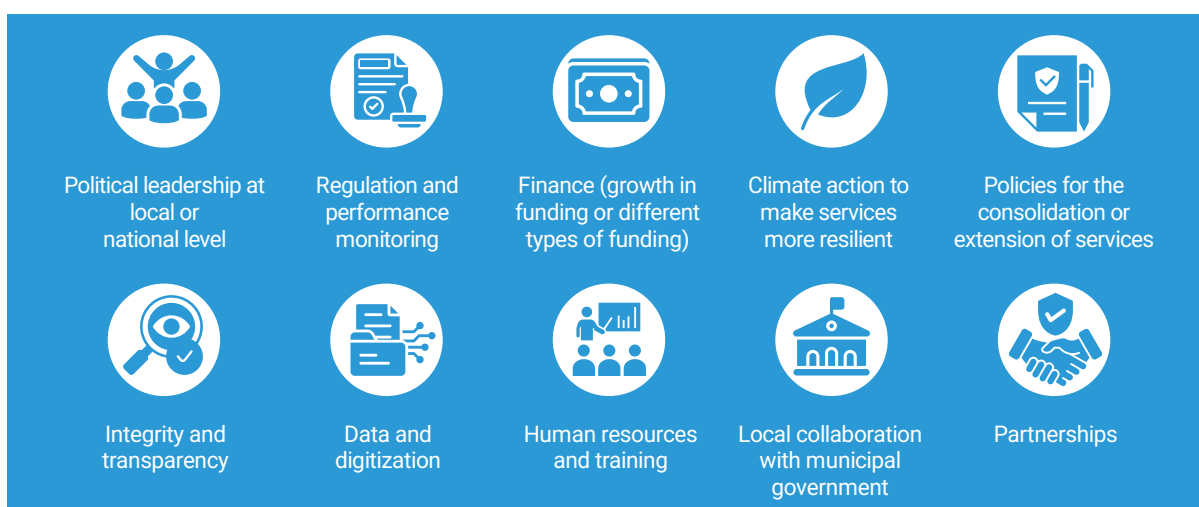 Political leadership at
local or
national level
Regulation and
performance
monitoring
Finance (growth in
funding or different
types of funding)
Climate action to
make services
more resilient
Policies for the
consolidation or
extension of services
Integrity and
transparency
Data and
digitization
Human resources
and training
Local collaboration
with municipal
government
Partnerships